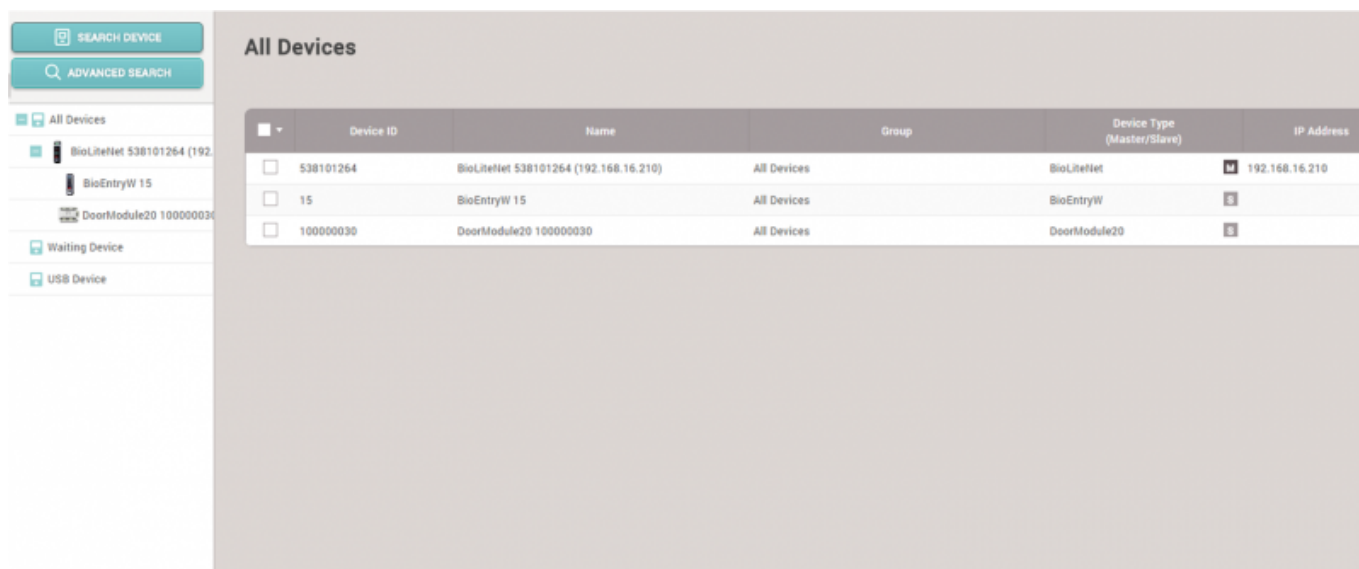 SEARCH DEVICE
ADVANCED SEARCH
All Devices
BioLiteNet 538101264 (192.
BioEntryW 15
DoorModule20 10000003
Waiting Device
USB Device
All Devices
Device ID Name Group Device Type (Master/Slave) IP Address
538101264 BioLiteNet 538101264 (192.168.16.210) All Devices BioLiteNet M 192.168.16.210
15 BioEntryW 15 All Devices BioEntryW S
100000030 DoorModule20 100000030 All Devices DoorModule20 S